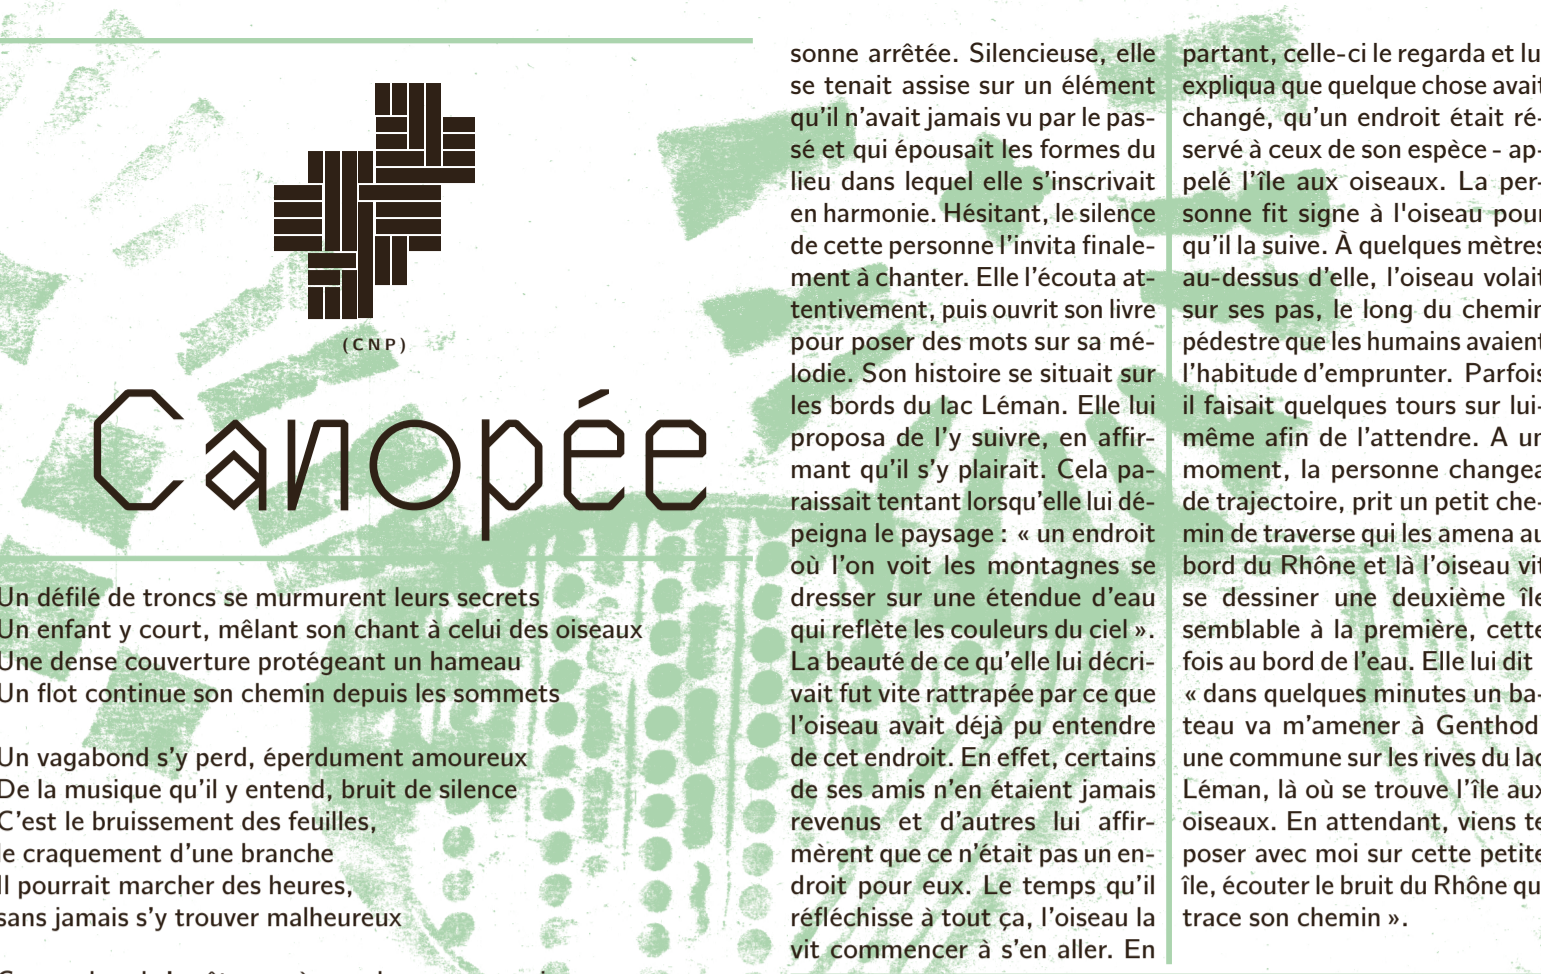 (CNP)
Canopée
Un défilé de troncs se murmurent leurs secrets
Un enfant y court, mêlant son chant à celui des oiseaux
Une dense couverture protégeant un hameau
Un flot continue son chemin depuis les sommets
Un vagabond s'y perd, éperdument amoureux
De la musique qu'il y entend, bruit de silence
C'est le bruissement des feuilles,
le craquement d'une branche
Il pourrait marcher des heures,
sans jamais s'y trouver malheureux
sonne arrêtée. Silencieuse, elle
se tenait assise sur un élément
qu'il n'avait jamais vu par le pas-
sé et qui épousait les formes du
lieu dans lequel elle s'inscrivait
en harmonie. Hésitant, le silence
de cette personne l'invita finale-
ment à chanter. Elle l'écouta at-
tentivement, puis ouvrit son livre
pour poser des mots sur sa mé-
lodie. Son histoire se situait sur
les bords du lac Léman. Elle lui
proposa de l'y suivre, en affir-
mant qu'il s'y plairait. Cela pa-
raissait tentant lorsqu'elle lui dé-
peigna le paysage : « un endroit
où l'on voit les montagnes se
dresser sur une étendue d'eau
qui reflète les couleurs du ciel ».
La beauté de ce qu'elle lui décri-
vait fut vite rattrapée par ce que
l'oiseau avait déjà pu entendre
de cet endroit. En effet, certains
de ses amis n'en étaient jamais
revenus et d'autres lui affir-
mèrent que ce n'était pas un en-
droit pour eux. Le temps qu'il
réfléchisse à tout ça, l'oiseau la
vit commencer à s'en aller. En
partant, celle-ci le regarda et lu
expliqua que quelque chose avait
changé, qu'un endroit était ré-
servé à ceux de son espèce - ap-
pelé l'île aux oiseaux. La per-
sonne fit signe à l'oiseau pour
qu'il la suive. À quelques mètres
au-dessus d'elle, l'oiseau volait
sur ses pas, le long du chemin
pédestre que les humains avaient
l'habitude d'emprunter. Parfois
il faisait quelques tours sur lui-
même afin de l'attendre. A un
moment, la personne changea
de trajectoire, prit un petit che-
min de traverse qui les amena au
bord du Rhône et là l'oiseau vit
se dessiner une deuxième île
semblable à la première, cette
fois au bord de l'eau. Elle lui dit
« dans quelques minutes un ba-
teau va m'amener à Genthod
une commune sur les rives du lac
Léman, là où se trouve l'île aux
oiseaux. En attendant, viens te
poser avec moi sur cette petite
île, écouter le bruit du Rhône qu
trace son chemin ».